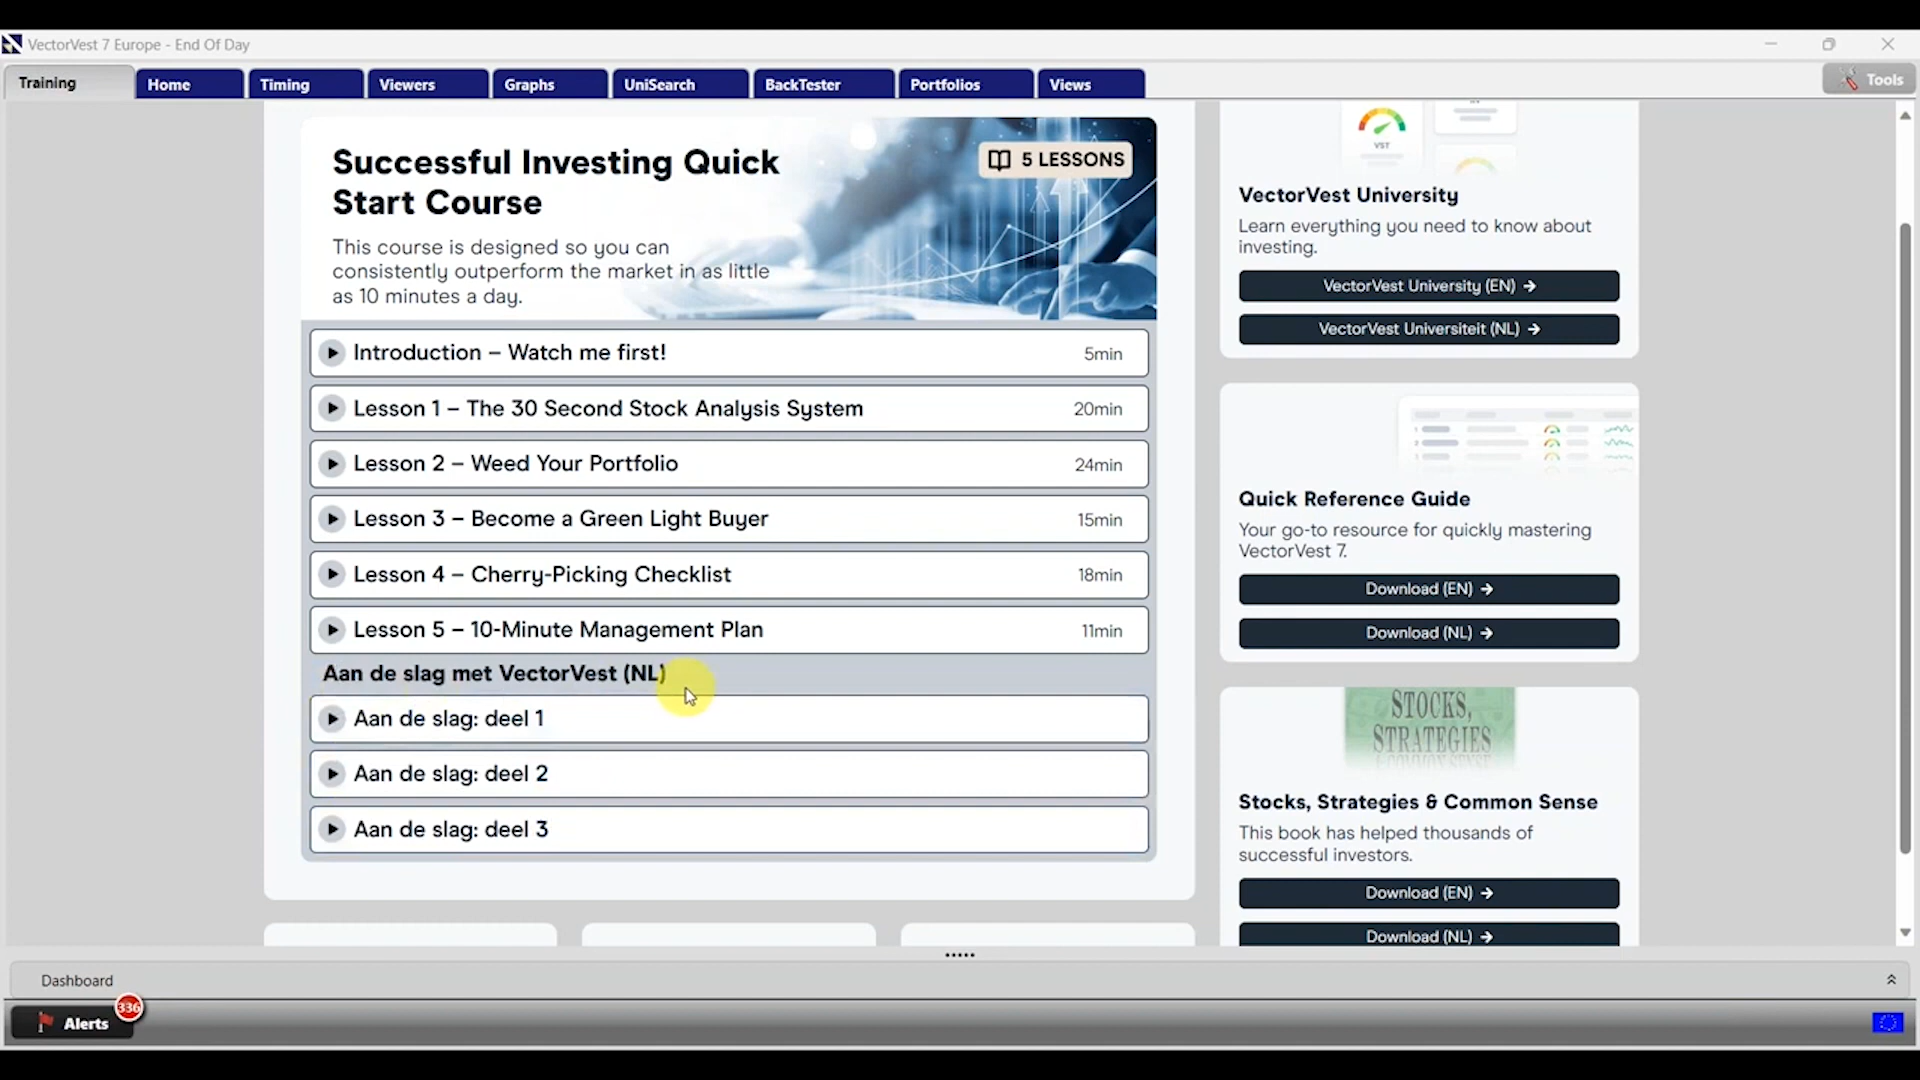 VectorVest 7 Europe - End Of Day
Training
Home
Timing
Viewers
Graphs
UniSearch
BackTester
Portfolios
Views
Tools
Successful Investing Quick
Start Course
5 LESSONS
This course is designed so you can
consistently outperform the market in as little
as 10 minutes a day.
Introduction – Watch me first!
5min
Lesson 1 – The 30 Second Stock Analysis System
20min
Lesson 2 – Weed Your Portfolio
24min
Lesson 3 – Become a Green Light Buyer
15min
Lesson 4 – Cherry-Picking Checklist
18min
Lesson 5 – 10-Minute Management Plan
11min
Aan de slag met VectorVest (NL)
Aan de slag: deel 1
Aan de slag: deel 2
Aan de slag: deel 3
VST
VectorVest University
Learn everything you need to know about
investing.
VectorVest University (EN) →
VectorVest Universiteit (NL) →
Quick Reference Guide
Your go-to resource for quickly mastering
VectorVest 7.
Download (EN) →
Download (NL) →
STOCKS,
STRATEGIES
& COMMON SENSE
Stocks, Strategies & Common Sense
This book has helped thousands of
successful investors.
Download (EN) →
Download (NL) →
Dashboard
Alerts
336